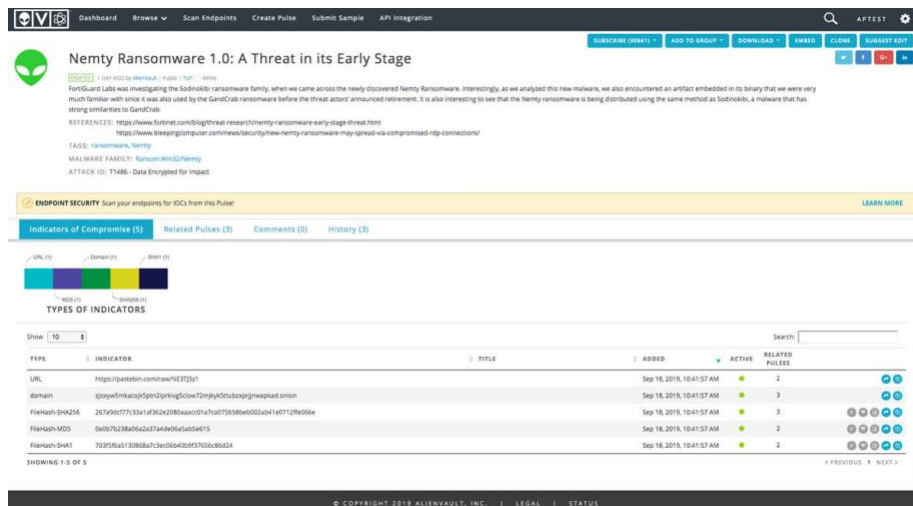 Dashboard Browse Scan Endpoints Create Pulse Submit Sample API Integration APTEST
SUBSCRIBE (90861) ADD TO GROUP DOWNLOAD EMBED CLONE SUGGEST EDIT
Nemty Ransomware 1.0: A Threat in its Early Stage
CREATED 1 DAY AGO by AlienVault | Public | TLP: White
FortiGuard Labs was investigating the Sodinokibi ransomware family, when we came across the newly discovered Nemty Ransomware. Interestingly, as we analyzed this new malware, we also encountered an artifact embedded in its binary that we were very
much familiar with since it was also used by the GandCrab ransomware before the threat actors' announced retirement. It is also interesting to see that the Nemty ransomware is being distributed using the same method as Sodinokibi, a malware that has
strong similarities to GandCrab.
REFERENCES: https://www.fortinet.com/blog/threat-research/nemty-ransomware-early-stage-threat.html
https://www.bleepingcomputer.com/news/security/new-nemty-ransomware-may-spread-via-compromised-rdp-connections/
TAGS: ransomware, Nemty
MALWARE FAMILY: Ransom:Win32/Nemty
ATTACK ID: T1486 - Data Encrypted for Impact
ENDPOINT SECURITY Scan your endpoints for IOCs from this Pulse! LEARN MORE
Indicators of Compromise (5) Related Pulses (3) Comments (0) History (3)
URL (1) Domain (1) SHA1 (1)
MD5 (1) SHA256 (1)
TYPES OF INDICATORS
Show 10 Search:
TYPE INDICATOR TITLE ADDED ACTIVE RELATED PULSES
URL Sep 18, 2019, 10:41:57 AM 2
domain Sep 18, 2019, 10:41:57 AM 3
FileHash-SHA256 Sep 18, 2019, 10:41:57 AM 3
FileHash-MD5 Sep 18, 2019, 10:41:57 AM 2
FileHash-SHA1 Sep 18, 2019, 10:41:57 AM 2
SHOWING 1-5 OF 5 < PREVIOUS 1 NEXT >
© COPYRIGHT 2019 ALIENVAULT, INC. | LEGAL | STATUS